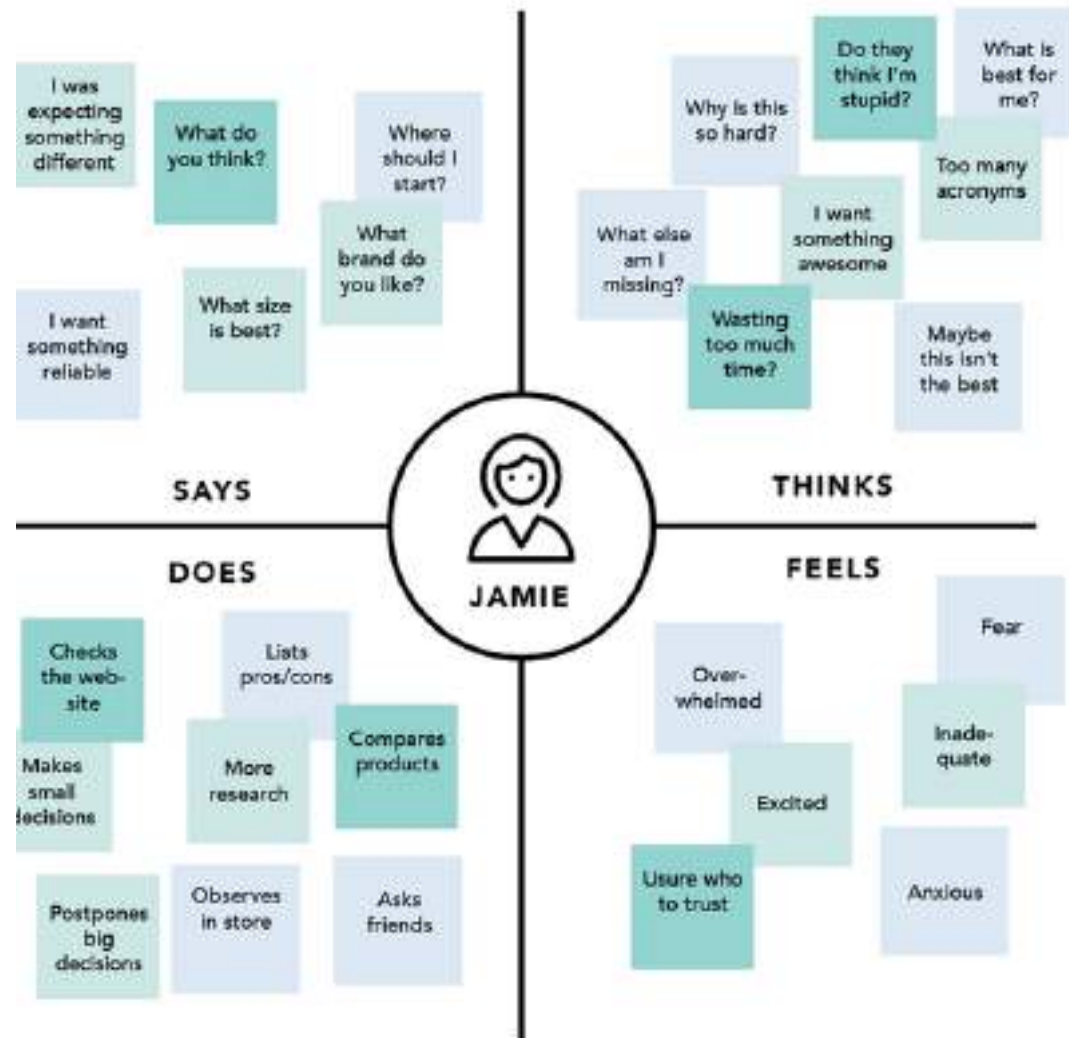 I was
expecting
something
different
What do
you think?
Where
should I
start?
What
brand do
you like?
What size
is best?
I want
something
reliable
SAYS
Why is this
so hard?
Do they
think I'm
stupid?
What is
best for
me?
Too many
acronyms
I want
something
awesome
What else
am I
missing?
Wasting
too much
time?
Maybe
this isn't
the best
THINKS
JAMIE
DOES
Checks
the web-
site
Lists
pros/cons
Compares
products
Makes
small
decisions
More
research
Postpones
big
decisions
Observes
in store
Asks
friends
FEELS
Fear
Over-
whelmed
Inade-
quate
Excited
Usure who
to trust
Anxious